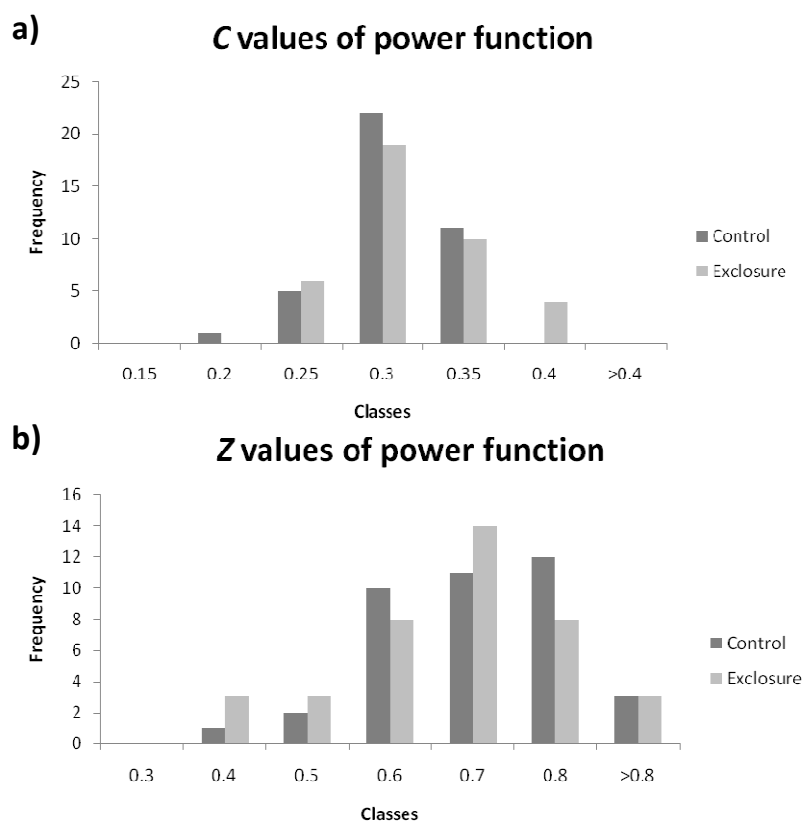 a)
C values of power function
25
20
15
10
5
0
Frequency
0.15 0.2 0.25 0.3 0.35 0.4 >0.4
Classes
Control
Exclosure
b)
Z values of power function
16
14
12
10
8
6
4
2
0
Frequency
0.3 0.4 0.5 0.6 0.7 0.8 >0.8
Classes
Control
Exclosure